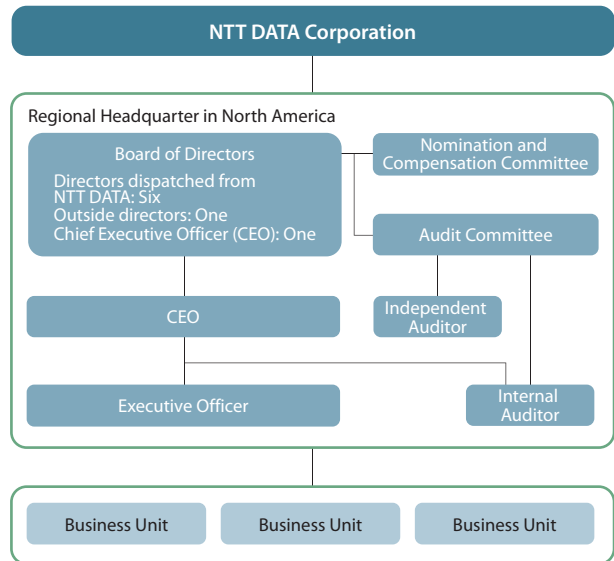 NTT DATA Corporation
Regional Headquarter in North America
Board of Directors
Directors dispatched from
NTT DATA: Six
Outside directors: One
Chief Executive Officer (CEO): One
Nomination and
Compensation Committee
Audit Committee
CEO
Independent
Auditor
Executive Officer
Internal
Auditor
Business Unit
Business Unit
Business Unit